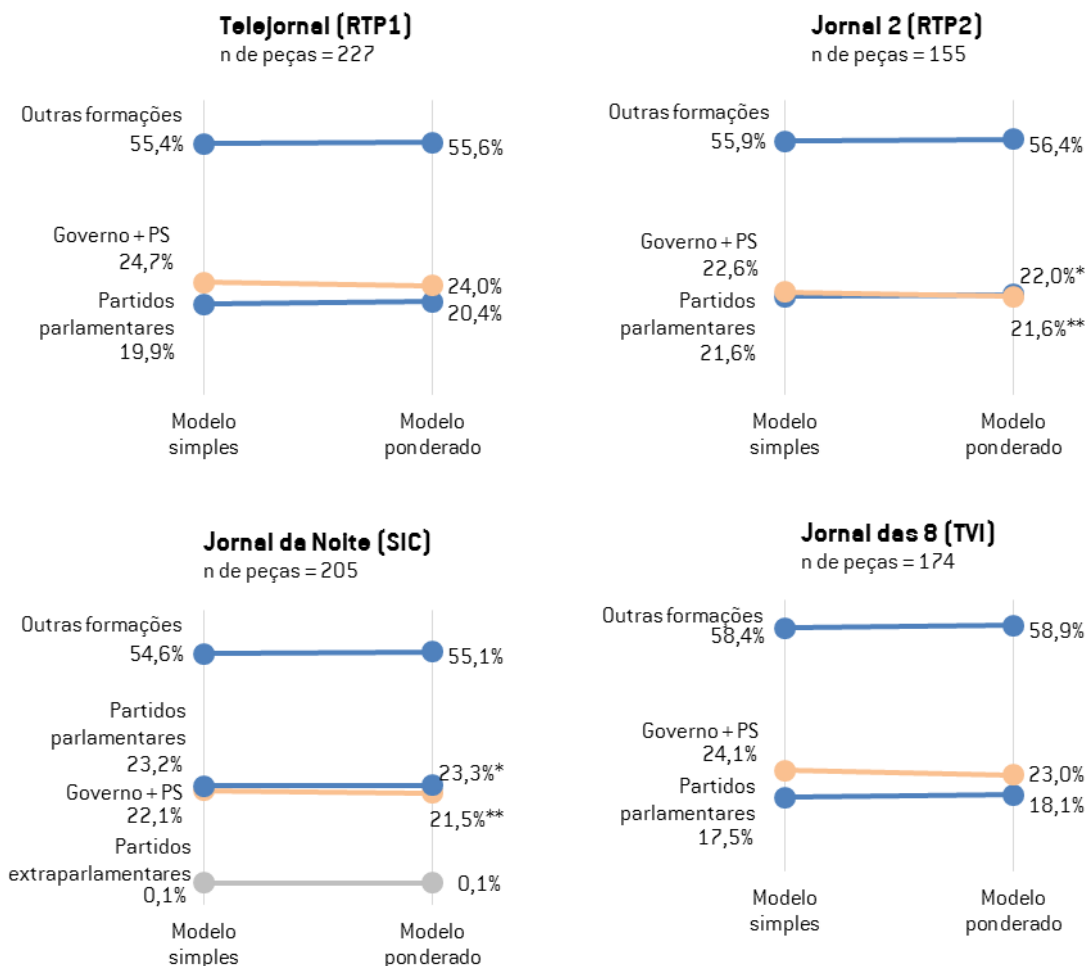 Telejornal (RTP1)
n de peças = 227
Outras formações
55,4%
55,6%
Governo + PS
24,7%
24,0%
Partidos
parlamentares
19,9%
20,4%
Modelo
simples
Modelo
ponderado
Jornal 2 (RTP2)
n de peças = 155
Outras formações
55,9%
56,4%
Governo + PS
22,6%
22,0%*
Partidos
parlamentares
21,6%
21,6%**
Modelo
simples
Modelo
ponderado
Jornal da Noite (SIC)
n de peças = 205
Outras formações
54,6%
55,1%
Partidos
parlamentares
23,2%
23,3%*
Governo + PS
22,1%
21,5%**
Partidos
extraparlamentares
0,1%
0,1%
Modelo
simples
Modelo
ponderado
Jornal das 8 (TVI)
n de peças = 174
Outras formações
58,4%
58,9%
Governo + PS
24,1%
23,0%
Partidos
parlamentares
17,5%
18,1%
Modelo
simples
Modelo
ponderado